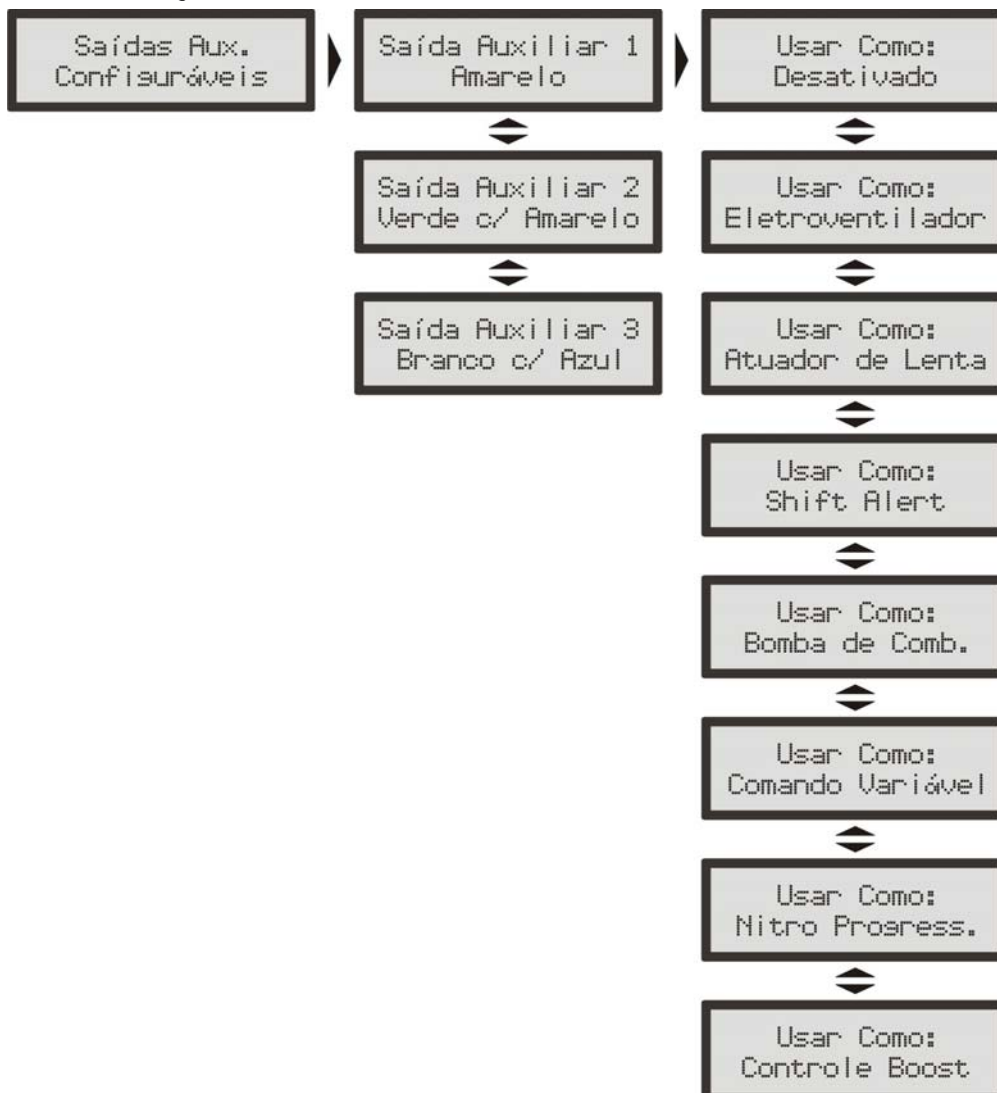 Saídas Aux.
Configuráveis
Saída Auxiliar 1
Amarelo
Saída Auxiliar 2
Verde c/ Amarelo
Saída Auxiliar 3
Branco c/ Azul
Usar Como:
Desativado
Usar Como:
Eletroventilador
Usar Como:
Atuador de Lenta
Usar Como:
Shift Alert
Usar Como:
Bomba de Comb.
Usar Como:
Comando Variável
Usar Como:
Nitro Progress.
Usar Como:
Controle Boost